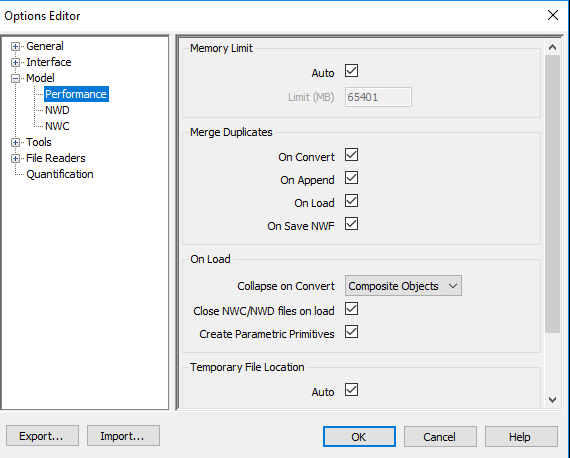 Options Editor
General
Interface
Model
Performance
NWD
NWC
Tools
File Readers
Quantification
Memory Limit
Auto
Limit (MB) 65401
Merge Duplicates
On Convert
On Append
On Load
On Save NWF
On Load
Collapse on Convert Composite Objects
Close NWC/NWD files on load
Create Parametric Primitives
Temporary File Location
Auto
Export... Import... OK Cancel Help